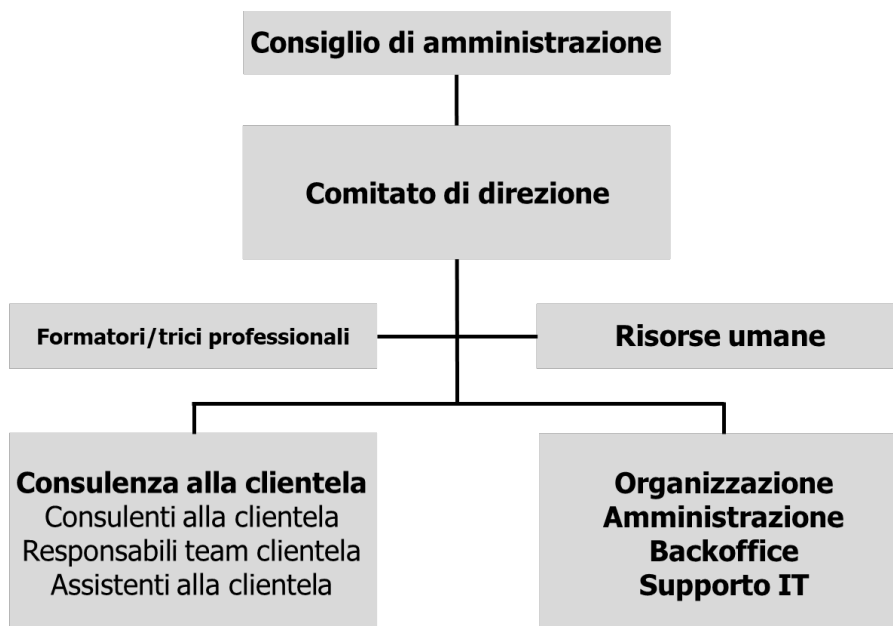 Consiglio di amministrazione
Comitato di direzione
Formatori/trici professionali
Risorse umane
Consulenza alla clientela
Consulenti alla clientela
Responsabili team clientela
Assistenti alla clientela
Organizzazione
Amministrazione
Backoffice
Supporto IT